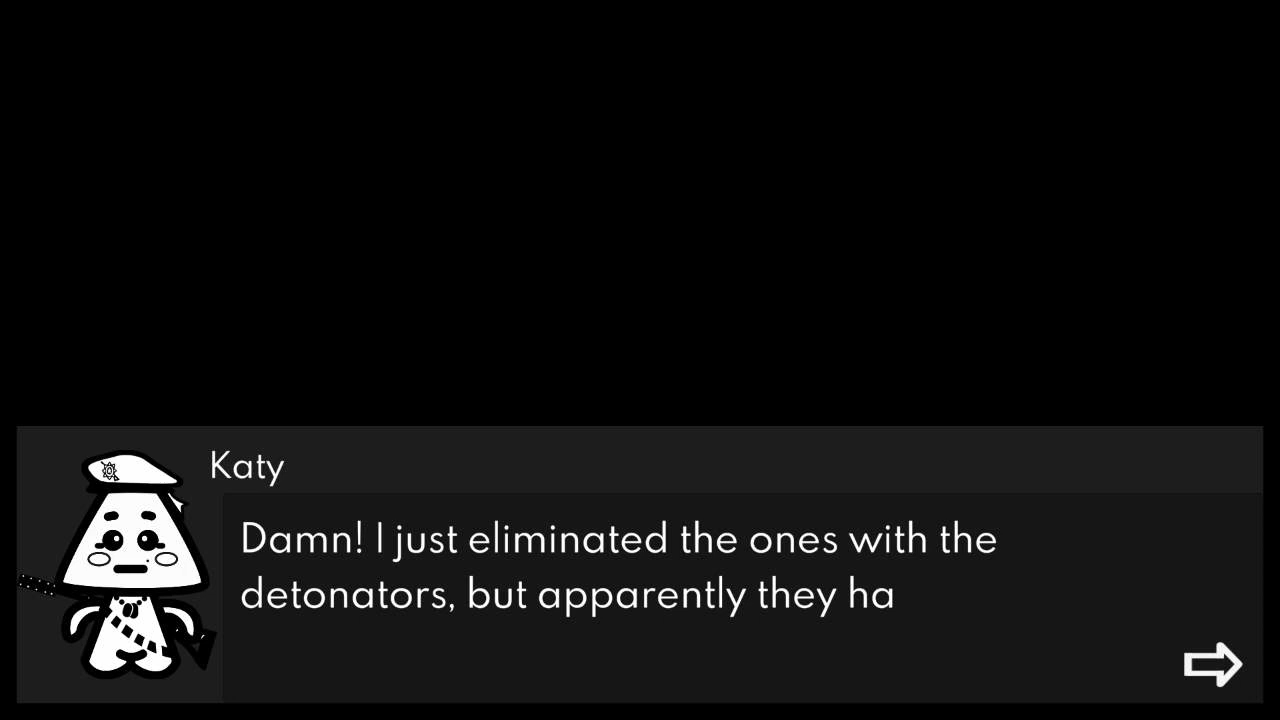 Katy
Damn! I just eliminated the ones with the
detonators, but apparently they ha